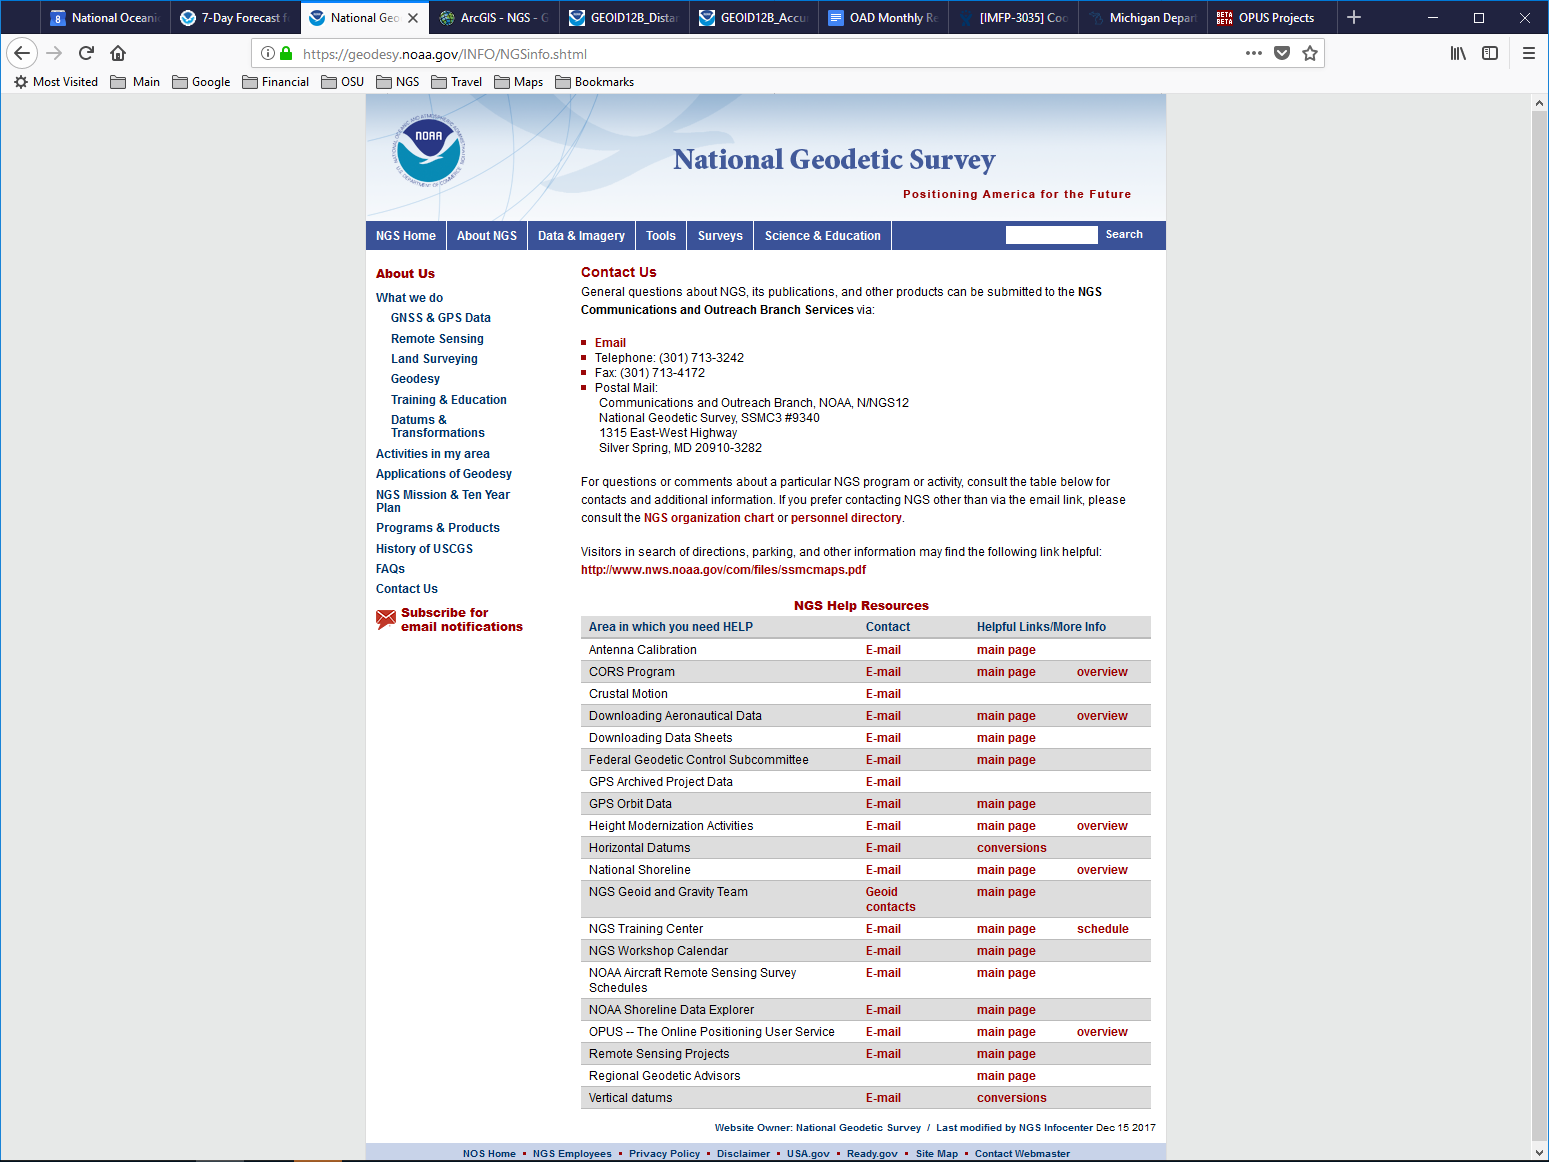 National Oceanic
7-Day Forecast f
National Geo
ArcGIS - NGS - G
GEOID12B_Distan
GEOID12B_Accu
OAD Monthly Re
[IMFP-3035] Coo
Michigan Depart
BETA BETA OPUS Projects
https://geodesy.noaa.gov/INFO/NGSinfo.shtml
Most Visited Main Google Financial OSU NGS Travel Maps Bookmarks
NOAA
National Geodetic Survey
Positioning America for the Future
NGS Home About NGS Data & Imagery Tools Surveys Science & Education Search
About Us
What we do
GNSS & GPS Data
Remote Sensing
Land Surveying
Geodesy
Training & Education
Datums &
Transformations
Activities in my area
Applications of Geodesy
NGS Mission & Ten Year
Plan
Programs & Products
History of USCGS
FAQs
Contact Us
Subscribe for
email notifications
Contact Us
General questions about NGS, its publications, and other products can be submitted to the NGS
Communications and Outreach Branch Services via:
Email
Telephone: (301) 713-3242
Fax: (301) 713-4172
Postal Mail:
Communications and Outreach Branch, NOAA, N/NGS12
National Geodetic Survey, SSMC3 #9340
1315 East-West Highway
Silver Spring, MD 20910-3282
For questions or comments about a particular NGS program or activity, consult the table below for
contacts and additional information. If you prefer contacting NGS other than via the email link, please
consult the NGS organization chart or personnel directory.
Visitors in search of directions, parking, and other information may find the following link helpful:
http://www.nws.noaa.gov/com/files/ssmcmaps.pdf
NGS Help Resources
Area in which you need HELP Contact Helpful Links/More Info
Antenna Calibration E-mail main page
CORS Program E-mail main page overview
Crustal Motion E-mail
Downloading Aeronautical Data E-mail main page overview
Downloading Data Sheets E-mail main page
Federal Geodetic Control Subcommittee E-mail main page
GPS Archived Project Data E-mail
GPS Orbit Data E-mail main page
Height Modernization Activities E-mail main page overview
Horizontal Datums E-mail conversions
National Shoreline E-mail main page overview
NGS Geoid and Gravity Team Geoid main page
contacts
NGS Training Center E-mail main page schedule
NGS Workshop Calendar E-mail main page
NOAA Aircraft Remote Sensing Survey E-mail main page
Schedules
NOAA Shoreline Data Explorer E-mail main page
OPUS -- The Online Positioning User Service E-mail main page overview
Remote Sensing Projects E-mail main page
Regional Geodetic Advisors main page
Vertical datums E-mail conversions
Website Owner: National Geodetic Survey / Last modified by NGS Infocenter Dec 15 2017
NOS Home ▪ NGS Employees ▪ Privacy Policy ▪ Disclaimer ▪ USA.gov ▪ Ready.gov ▪ Site Map ▪ Contact Webmaster